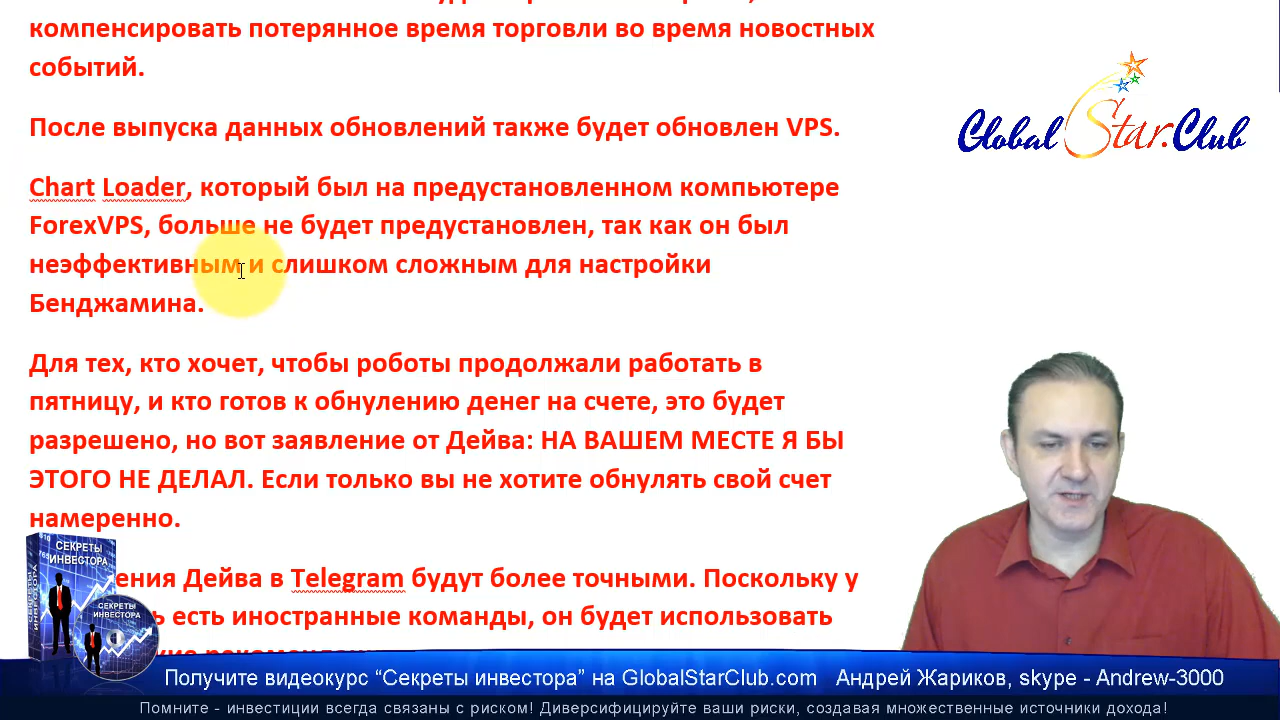 компенсировать потерянное время торговли во время новостных
событий.
После выпуска данных обновлений также будет обновлен VPS.
Chart Loader, который был на предустановленном компьютере
ForexVPS, больше не будет предустановлен, так как он был
неэффективным и слишком сложным для настройки
Бенджамина.
Для тех, кто хочет, чтобы роботы продолжали работать в
пятницу, и кто готов к обнулению денег на счете, это будет
разрешено, но вот заявление от Дейва: НА ВАШЕМ МЕСТЕ Я БЫ
ЭТОГО НЕ ДЕЛАЛ. Если только вы не хотите обнулять свой счет
намеренно.
Дейва в Telegram будут более точными. Поскольку у
есть иностранные команды, он будет использовать
Global Star.Club
СЕКРЕТЫ
ИНВЕСТОРА
СЕКРЕТЫ ИНВЕСТОРА
СЕКРЕТЫ
ИНВЕСТОРА
Получите видеокурс “Секреты инвестора” на GlobalStarClub.com Андрей Жариков, skype - Andrew-3000
Помните - инвестиции всегда связаны с риском! Диверсифицируйте ваши риски, создавая множественные источники дохода!